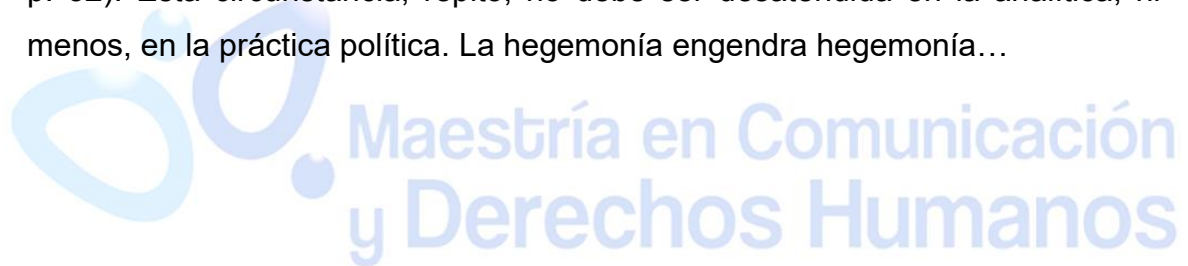 p. 62). Esta circunstancia, repito, no debe ser desatendida en la analítica, ni
menos, en la práctica política. La hegemonía engendra hegemonía…
Maestría en Comunicación
y Derechos Humanos